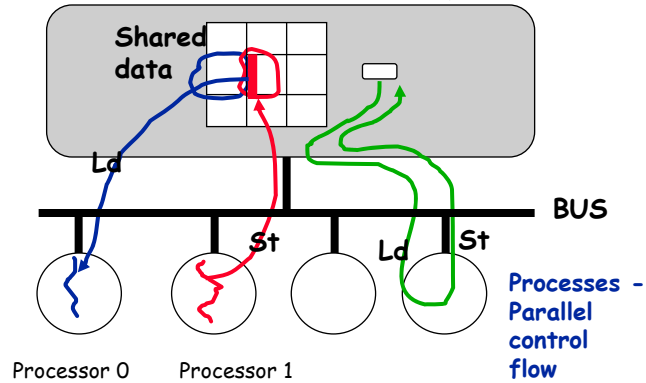 Shared
data
Ld
BUS
St
Ld
St
Processes -
Parallel
control
flow
Processor 0
Processor 1